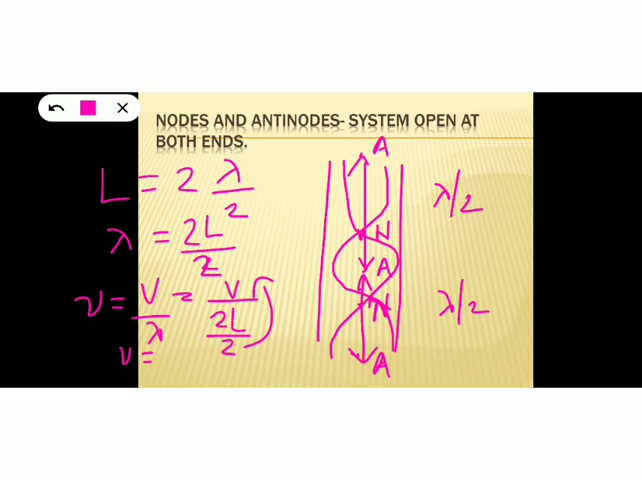 NODES AND ANTINODES- SYSTEM OPEN AT
BOTH ENDS.
L = 2 λ/2
λ = 2L/2
ν = V/λ = V/(2L/2)
ν =
A
N
A
N
A
λ/2
λ/2